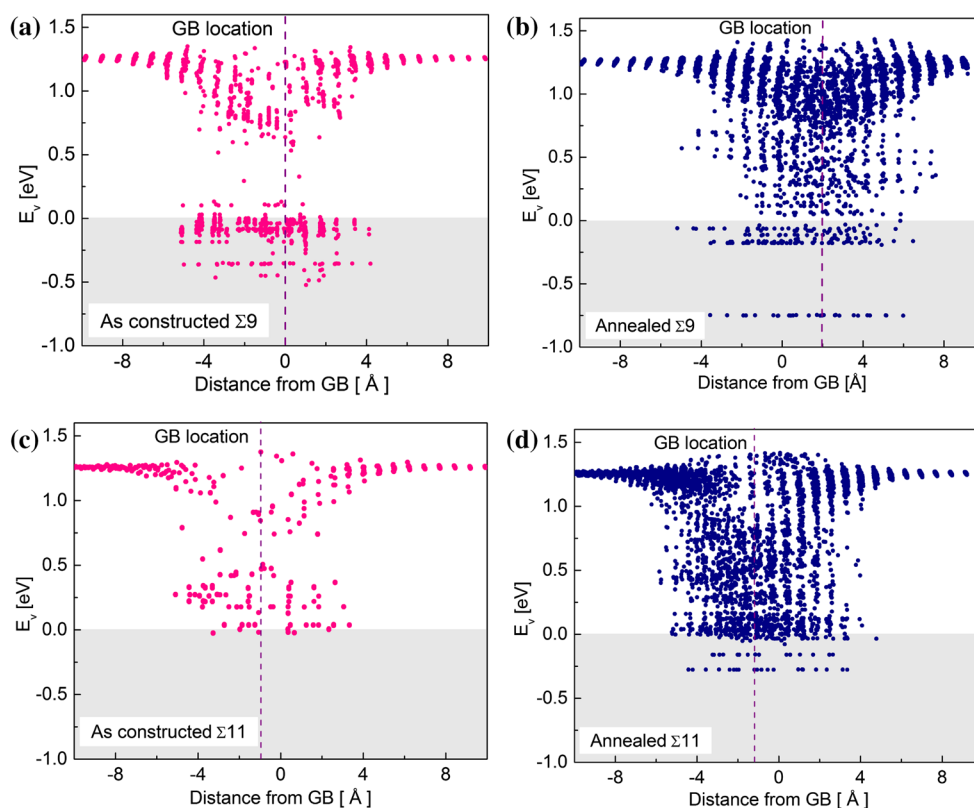 (a)
GB location
1.5
1.0
0.5
0.0
-0.5
-1.0
E_v [eV]
As constructed Σ9
-8 -4 0 4 8
Distance from GB [ Å ]
(b)
GB location
1.5
1.0
0.5
0.0
-0.5
-1.0
E_v [eV]
Annealed Σ9
-8 -4 0 4 8
Distance from GB [Å]
(c)
GB location
1.5
1.0
0.5
0.0
-0.5
-1.0
E_v [eV]
As constructed Σ11
-8 -4 0 4 8
Distance from GB [ Å ]
(d)
GB location
1.5
1.0
0.5
0.0
-0.5
-1.0
E_v [eV]
Annealed Σ11
-8 -4 0 4 8
Distance from GB [ Å ]